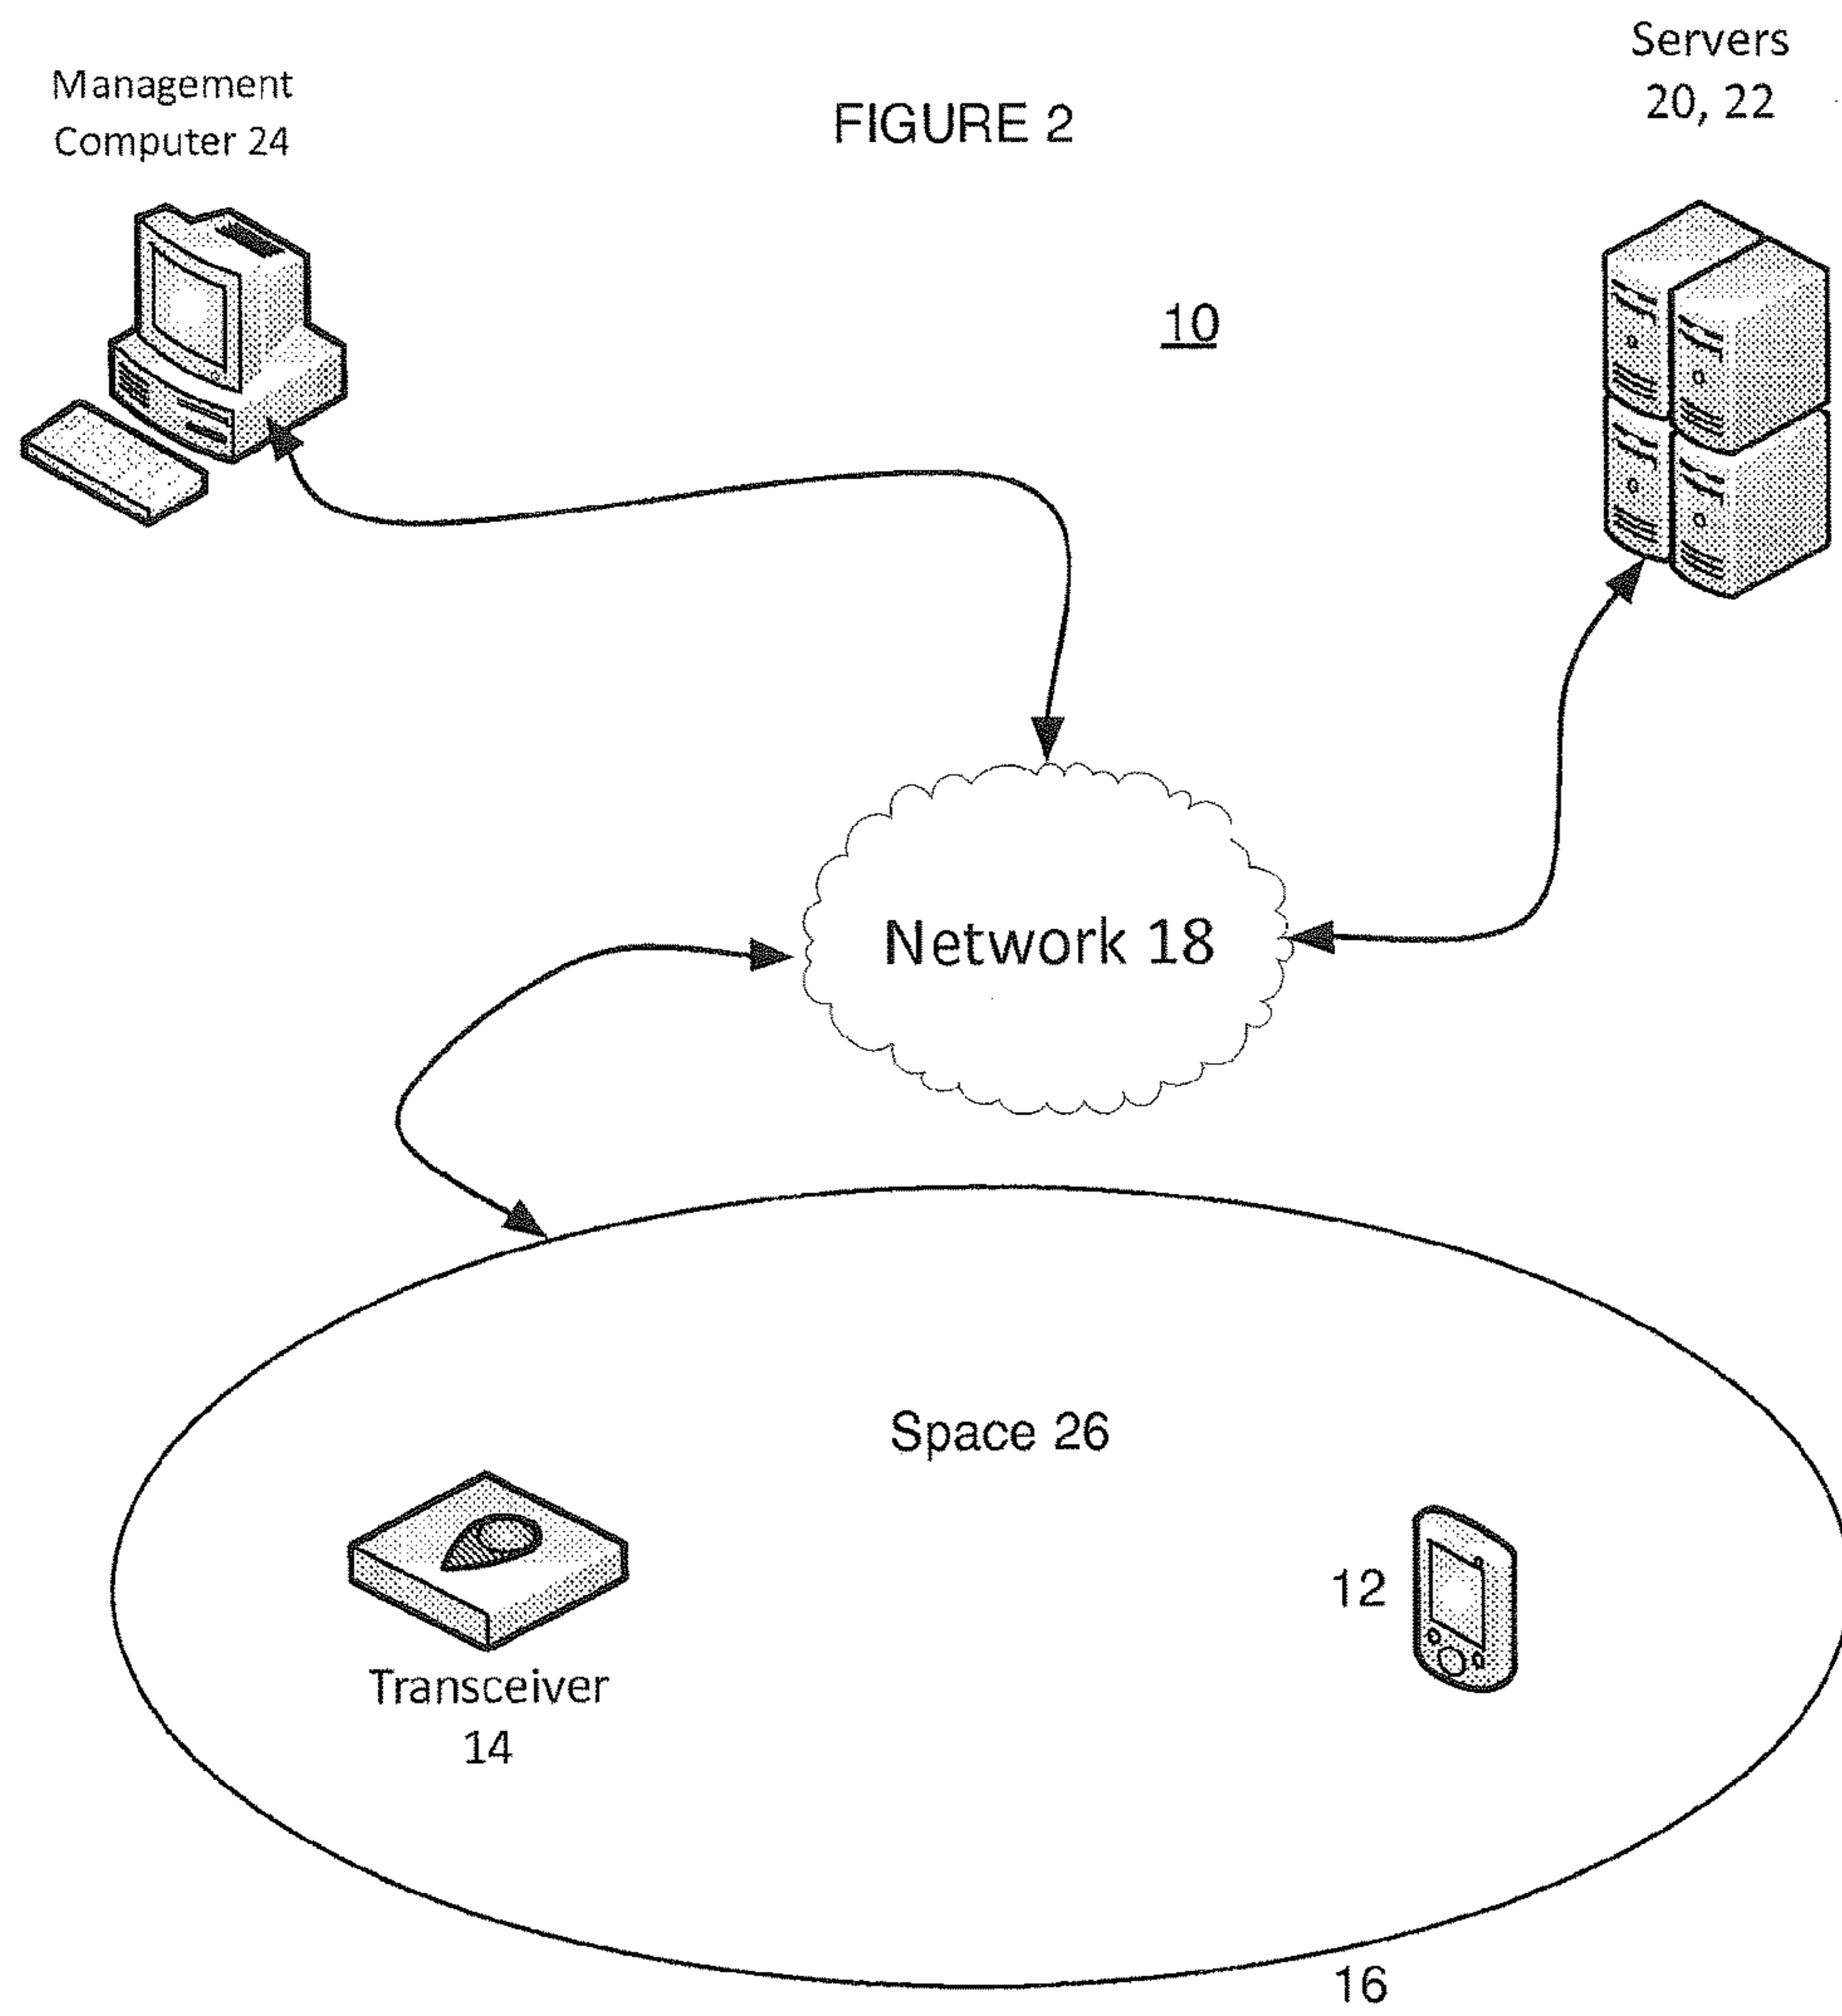 Management
Computer 24
FIGURE 2
Servers
20, 22
10
Network 18
Space 26
12
Transceiver
14
16